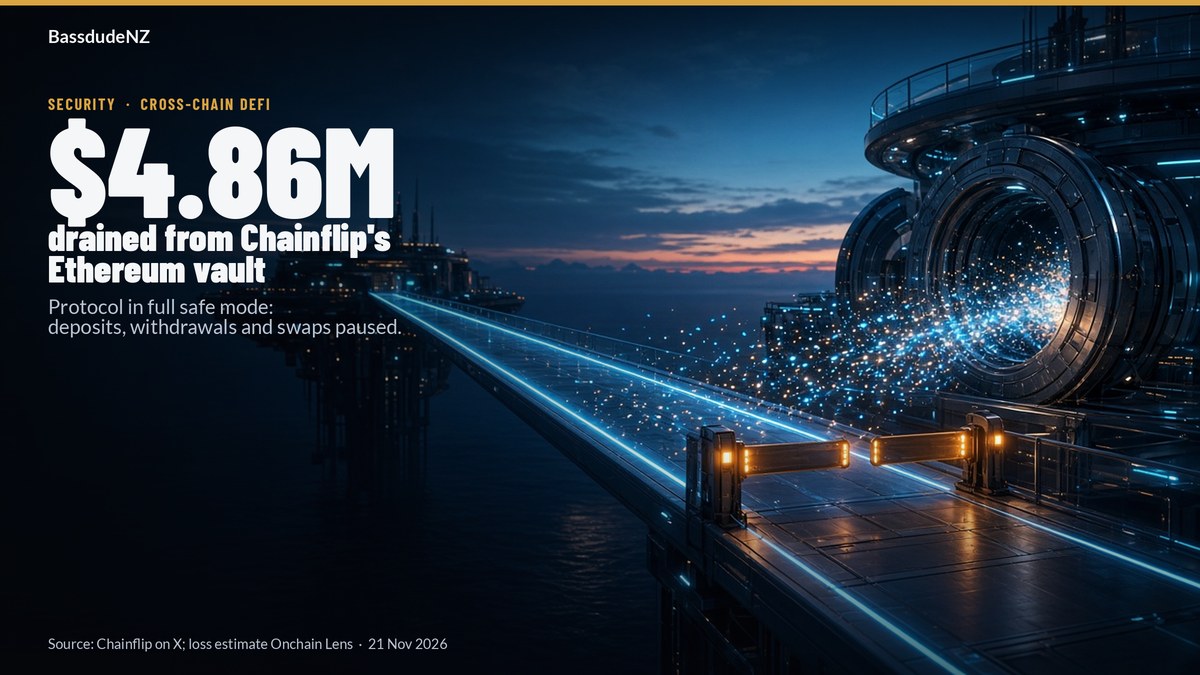 BassdudeNZ
SECURITY · CROSS-CHAIN DEFI
$4.86M
drained from Chainflip's
Ethereum vault
Protocol in full safe mode:
deposits, withdrawals and swaps paused.
Source: Chainflip on X; loss estimate Onchain Lens · 21 Nov 2026